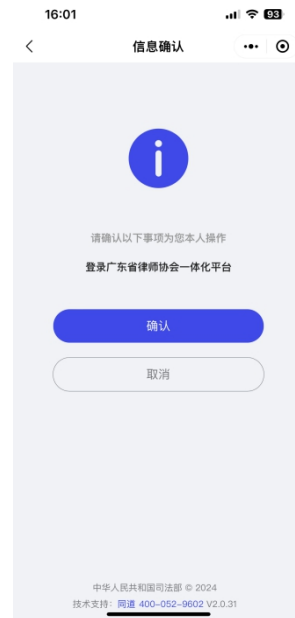 16:01 93
信息确认
请确认以下事项为您本人操作
登录广东省律师协会一体化平台
确认
取消
中华人民共和国司法部 © 2024
技术支持：同道 400-052-9602 V2.0.31